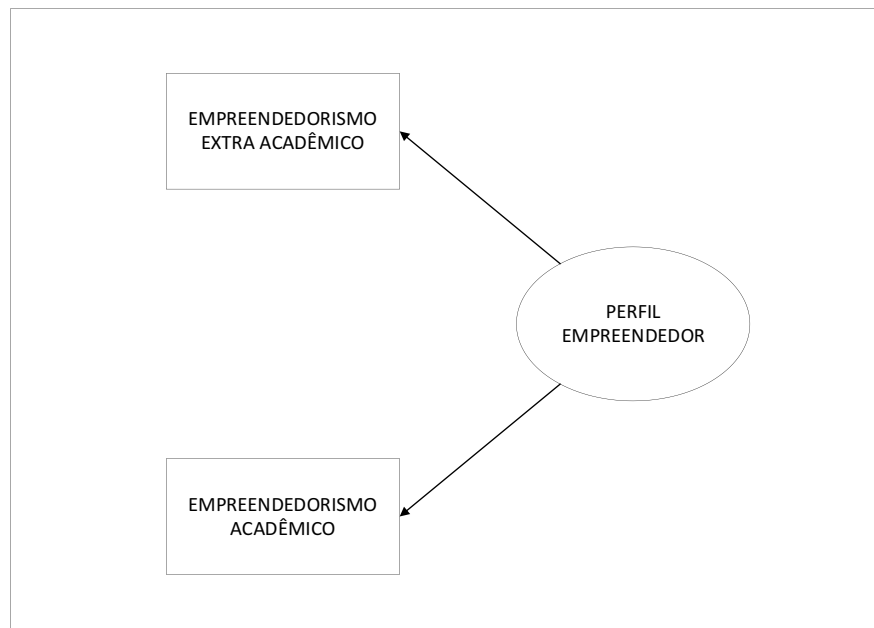 EMPREENDEDORISMO
EXTRA ACADÊMICO
PERFIL
EMPREENDEDOR
EMPREENDEDORISMO
ACADÊMICO